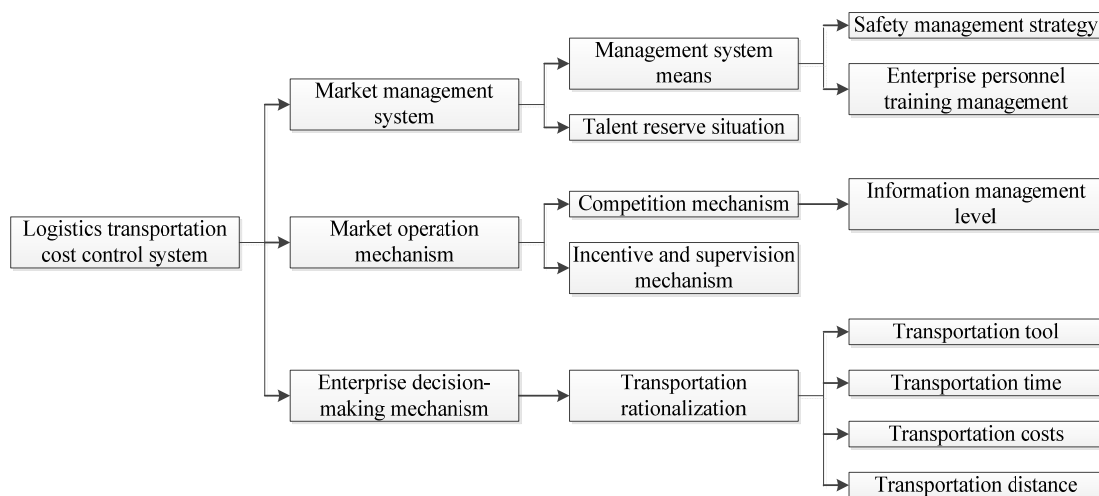 Logistics transportation
cost control system
Market management
system
Management system
means
Safety management strategy
Enterprise personnel
training management
Talent reserve situation
Market operation
mechanism
Competition mechanism
Information management
level
Incentive and supervision
mechanism
Enterprise decision-
making mechanism
Transportation
rationalization
Transportation tool
Transportation time
Transportation costs
Transportation distance